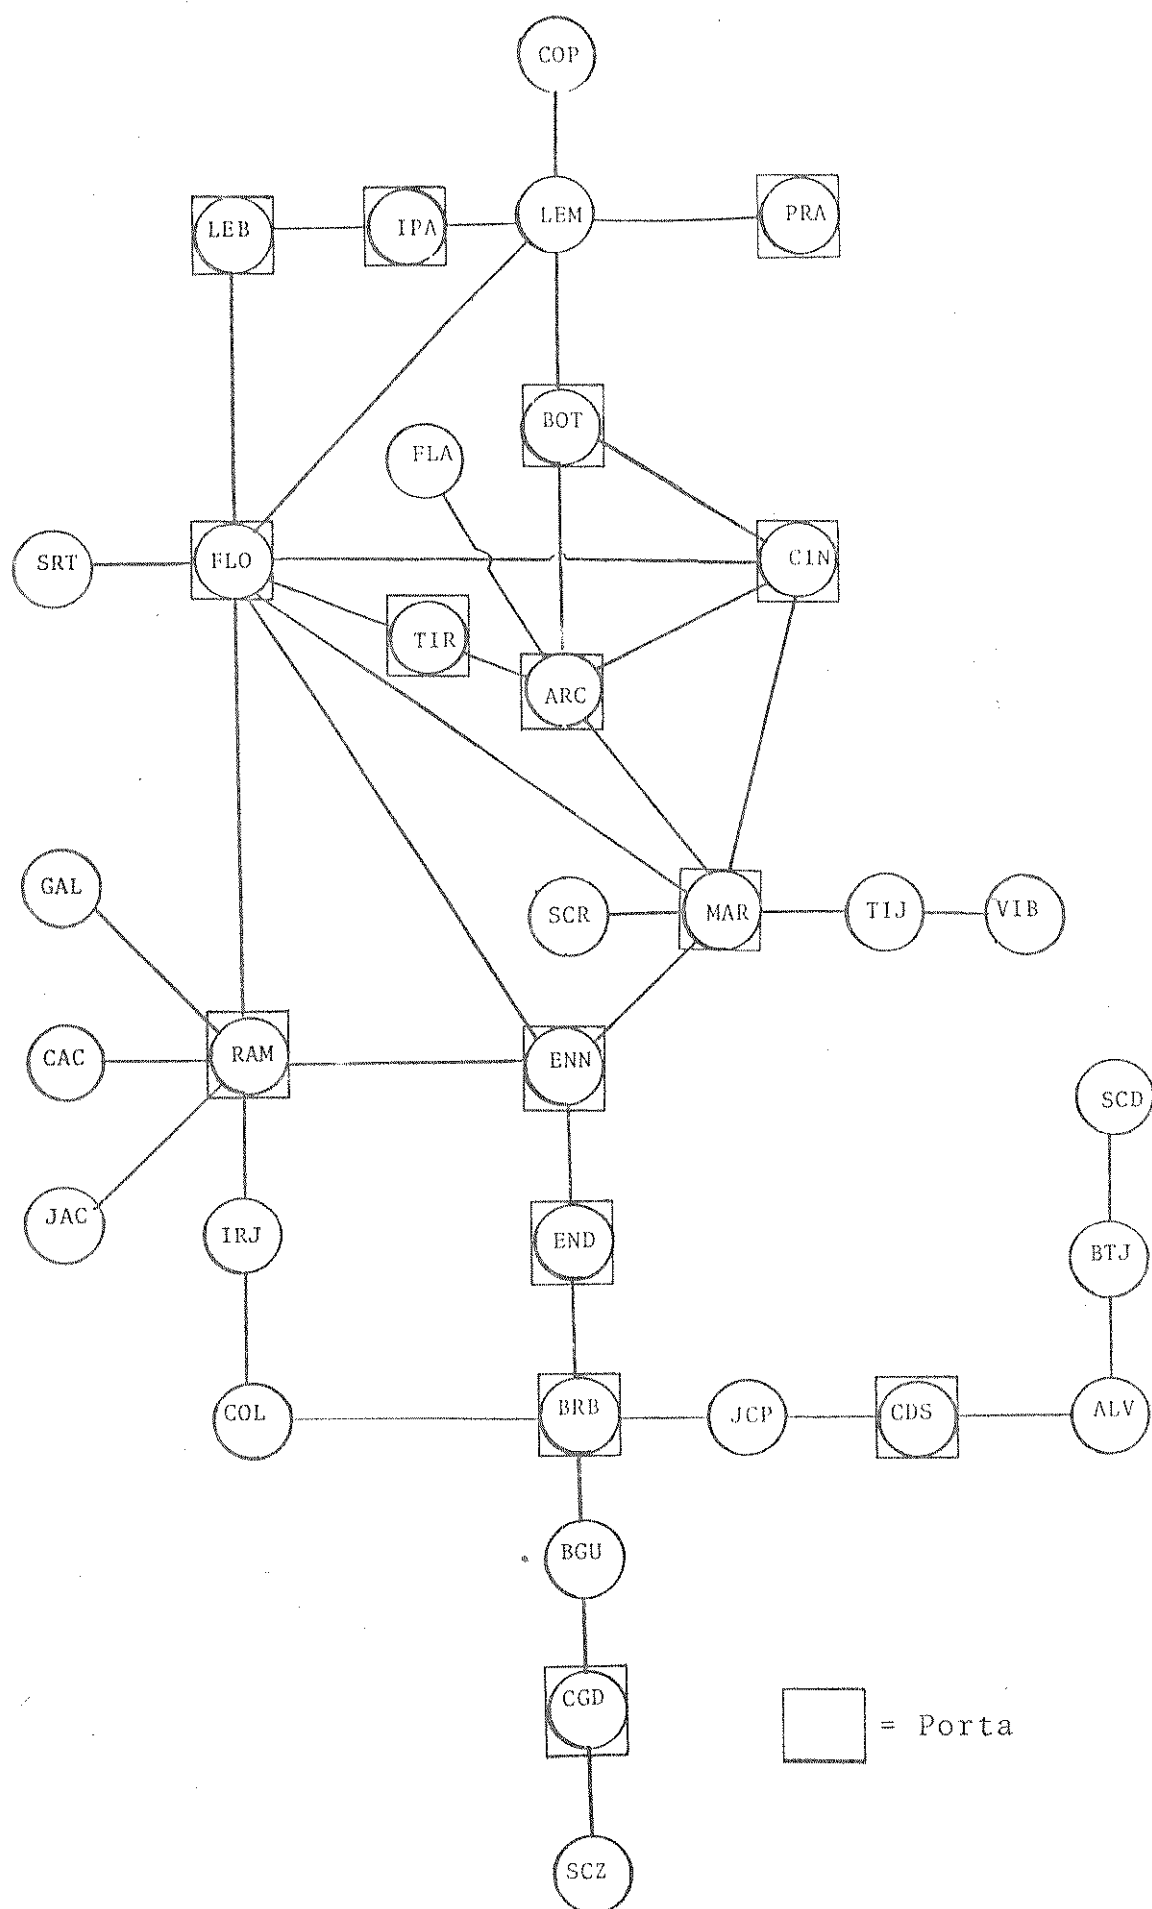 COP
LEB
IPA
LEM
PRA
BOT
FLA
SRT
FLO
CIN
TIR
ARC
GAL
SCR
MAR
TIJ
VIB
CAC
RAM
ENN
SCD
JAC
IRJ
END
BTJ
COL
BRB
JCP
CDS
ALV
BGU
CGD
= Porta
SCZ